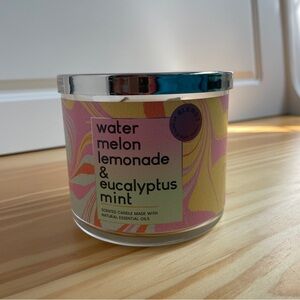 water
melon
lemonade
&
eucalyptus
mint
SCENTED CANDLE MADE WITH
NATURAL ESSENTIAL OILS